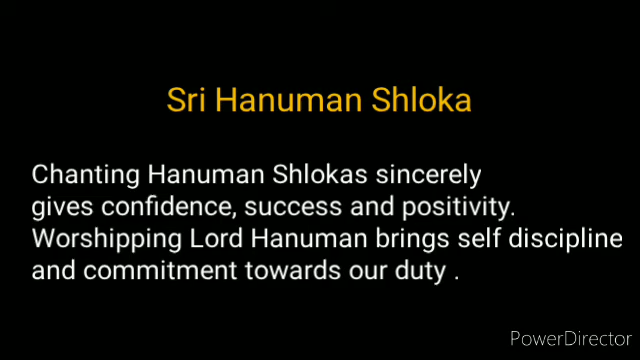 Sri Hanuman Shloka
Chanting Hanuman Shlokas sincerely
gives confidence, success and positivity.
Worshipping Lord Hanuman brings self discipline
and commitment towards our duty .
PowerDirector